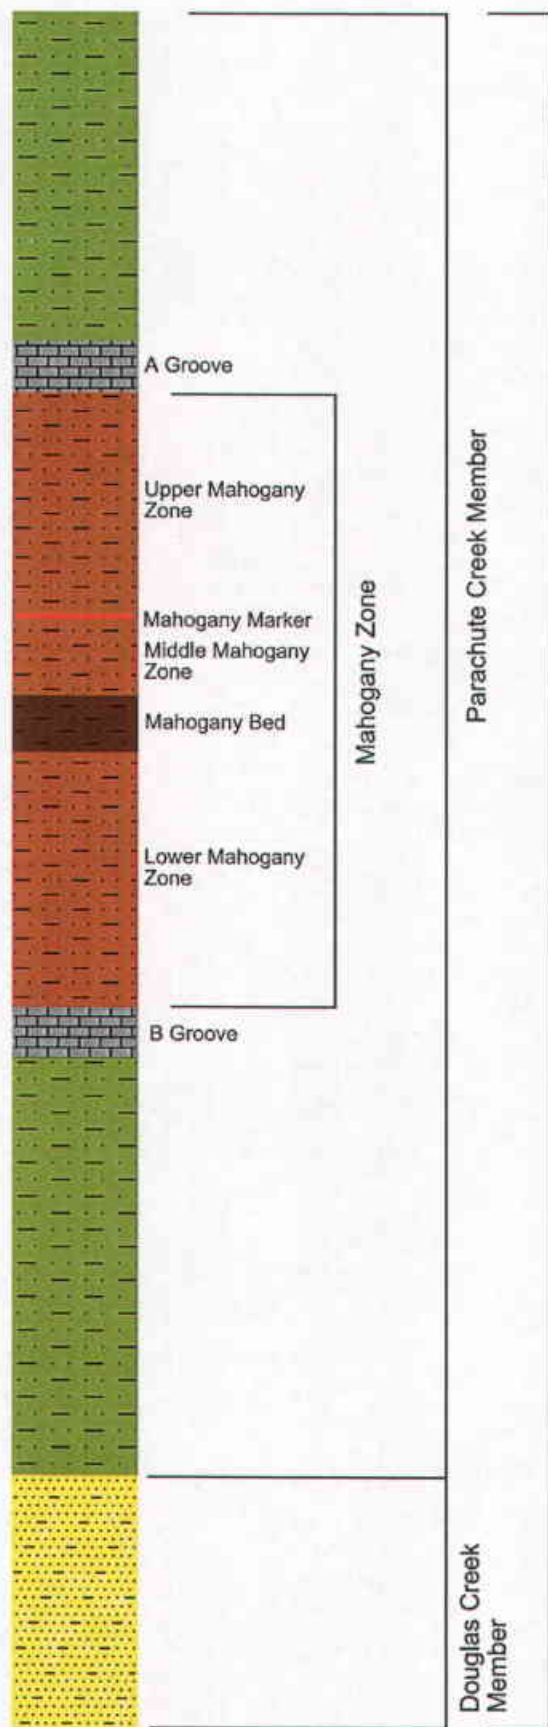 A Groove
Upper Mahogany
Zone
Mahogany Marker
Middle Mahogany
Zone
Mahogany Bed
Lower Mahogany
Zone
B Groove
Mahogany Zone
Parachute Creek Member
Douglas Creek
Member